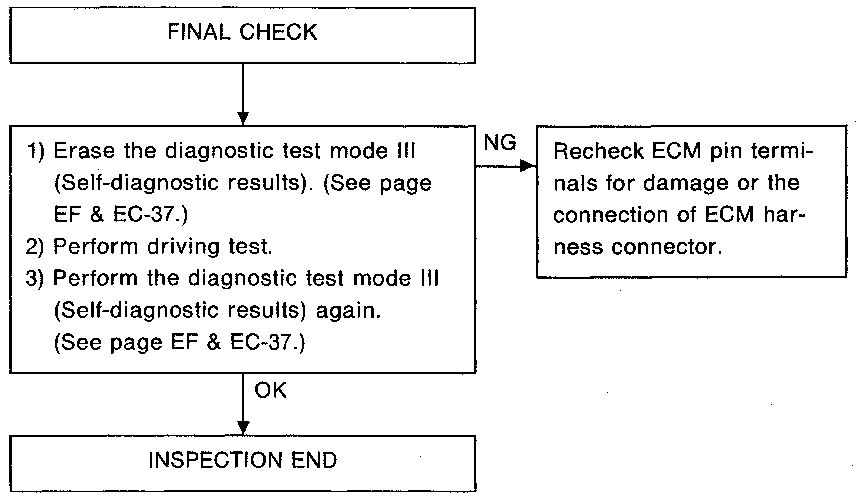 FINAL CHECK
1) Erase the diagnostic test mode III
(Self-diagnostic results). (See page
EF & EC-37.)
2) Perform driving test.
3) Perform the diagnostic test mode III
(Self-diagnostic results) again.
(See page EF & EC-37.)
NG
Recheck ECM pin termi-
nals for damage or the
connection of ECM har-
ness connector.
OK
INSPECTION END